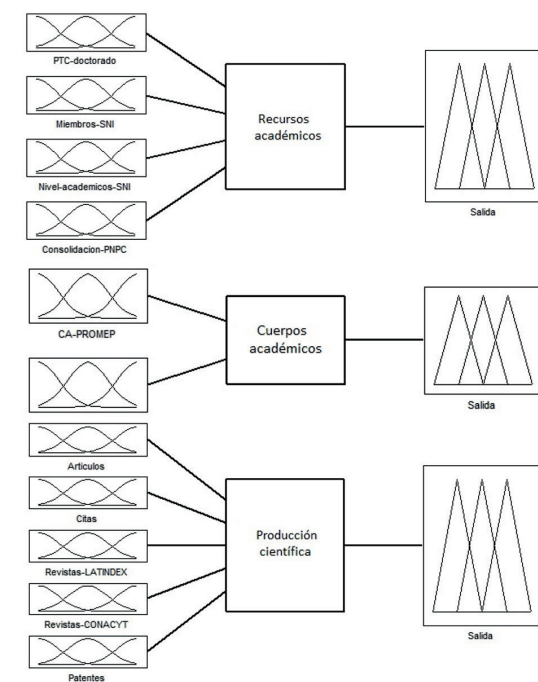 PTC-doctorado
Miembros-SNI
Nivel-academicos-SNI
Consolidacion-PNPC
Recursos
académicos
Salida
CA-PROMEP
Cuerpos
académicos
Salida
Articulos
Citas
Revistas-LATINDEX
Revistas-CONACYT
Patentes
Producción
científica
Salida